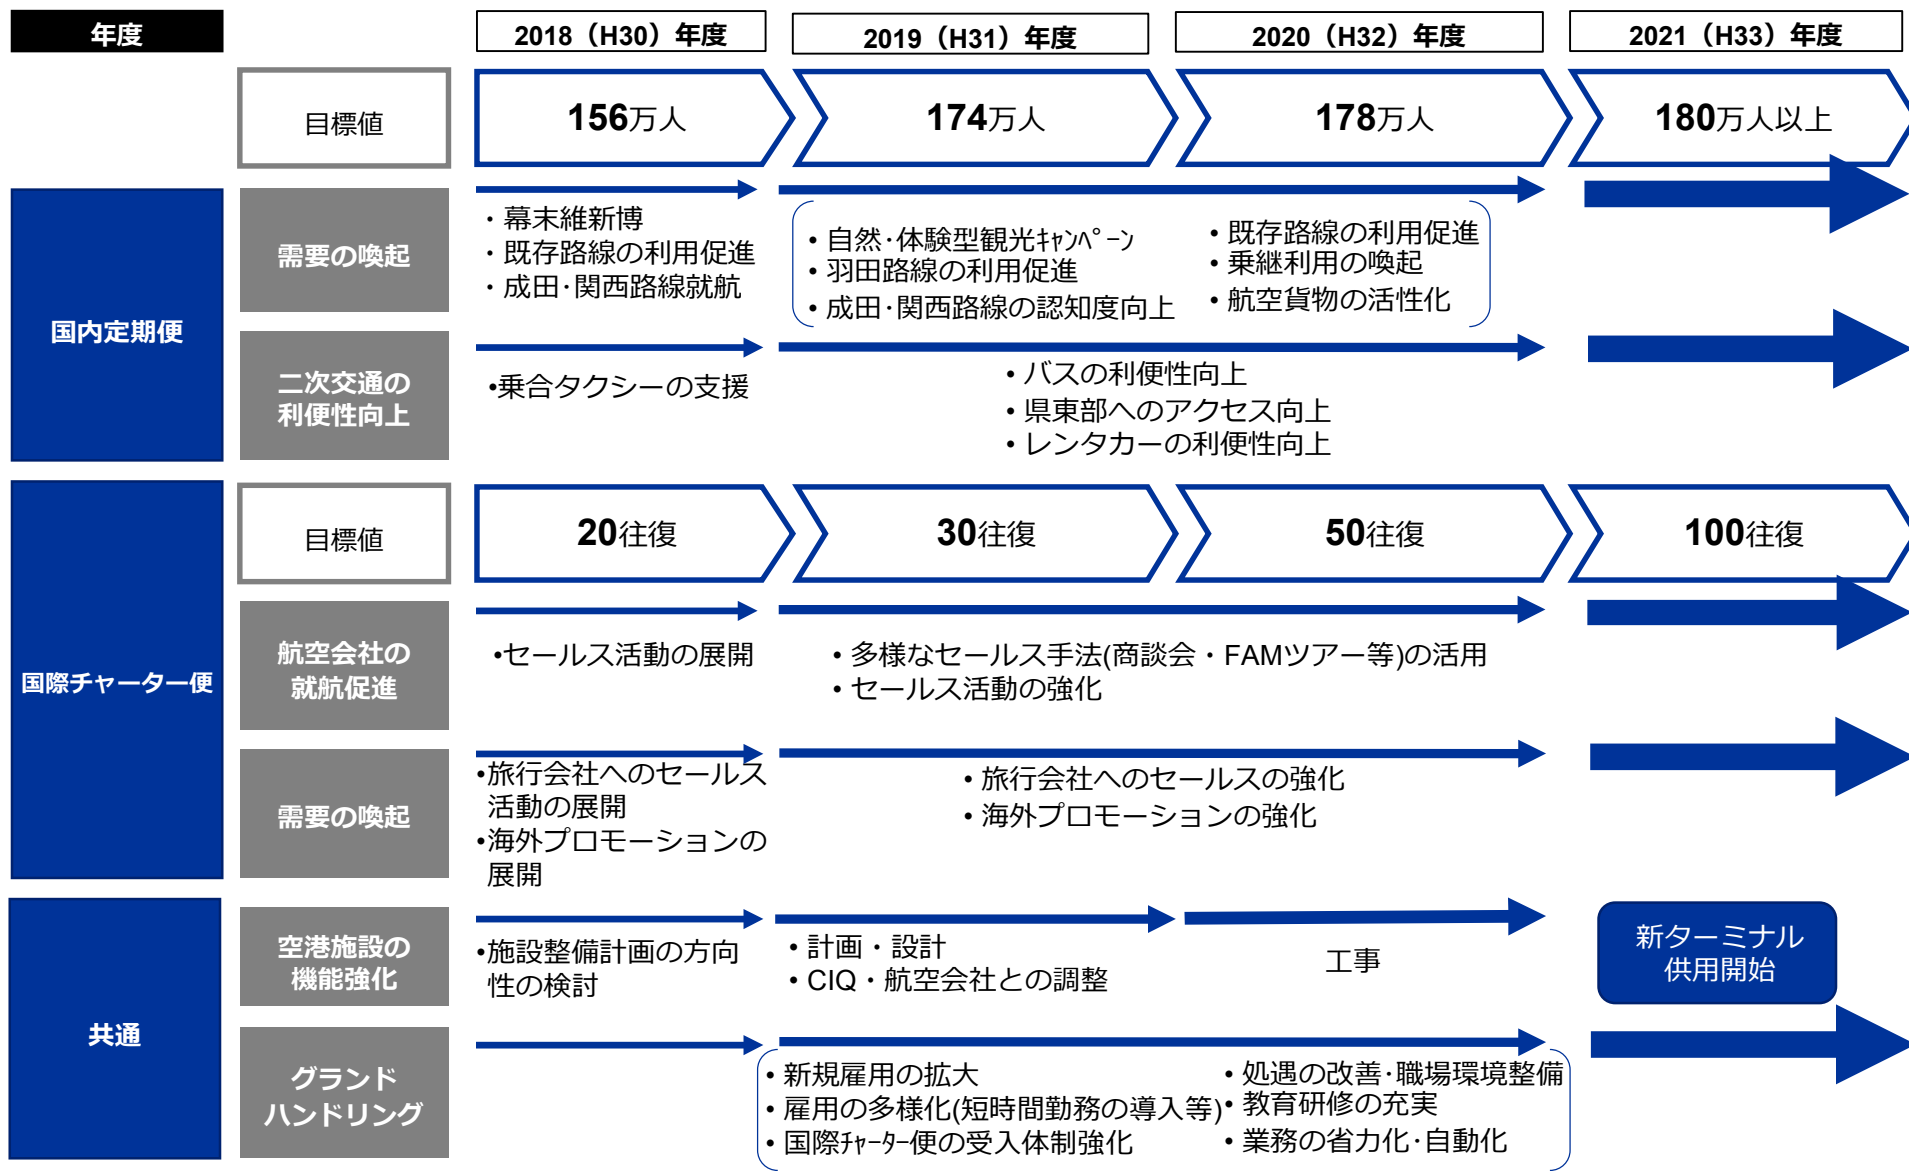 年度
2018（H30）年度
2019（H31）年度
2020（H32）年度
2021（H33）年度
目標値
156万人
174万人
178万人
180万人以上
国内定期便
需要の喚起
・幕末維新博
・既存路線の利用促進
・成田･関西路線就航
• 自然･体験型観光ｷｬﾝﾍﾟｰﾝ
• 羽田路線の利用促進
• 成田･関西路線の認知度向上
• 既存路線の利用促進
• 乗継利用の喚起
• 航空貨物の活性化
二次交通の
利便性向上
•乗合タクシーの支援
• バスの利便性向上
• 県東部へのアクセス向上
• レンタカーの利便性向上
国際チャーター便
目標値
20往復
30往復
50往復
100往復
航空会社の
就航促進
•セールス活動の展開
• 多様なセールス手法(商談会・FAMツアー等)の活用
• セールス活動の強化
需要の喚起
•旅行会社へのセールス
活動の展開
•海外プロモーションの
展開
• 旅行会社へのセールスの強化
• 海外プロモーションの強化
共通
空港施設の
機能強化
•施設整備計画の方向
性の検討
• 計画・設計
• CIQ・航空会社との調整
工事
新ターミナル
供用開始
グランド
ハンドリング
• 新規雇用の拡大
• 雇用の多様化(短時間勤務の導入等)
• 国際ﾁｬｰﾀｰ便の受入体制強化
• 処遇の改善･職場環境整備
• 教育研修の充実
• 業務の省力化･自動化